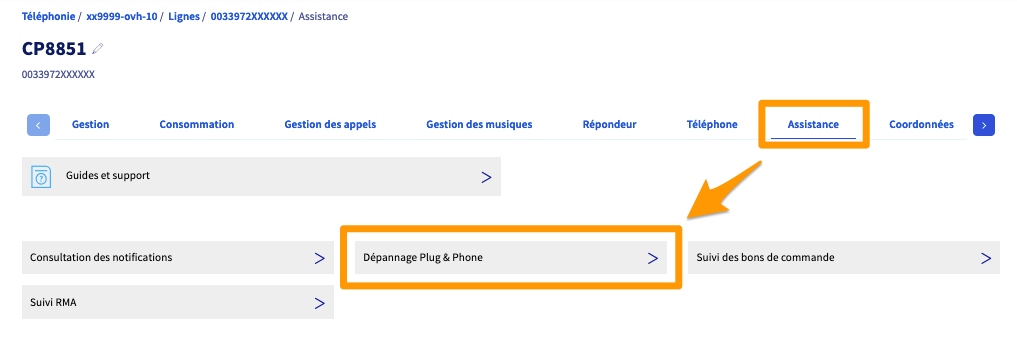 Téléphonie / xx9999-ovh-10 / Lignes / 0033972XXXXXX / Assistance
CP8851
0033972XXXXXX
Gestion Consommation Gestion des appels Gestion des musiques Répondeur Téléphone Assistance Coordonnées
Guides et support
Consultation des notifications Dépannage Plug & Phone Suivi des bons de commande
Suivi RMA